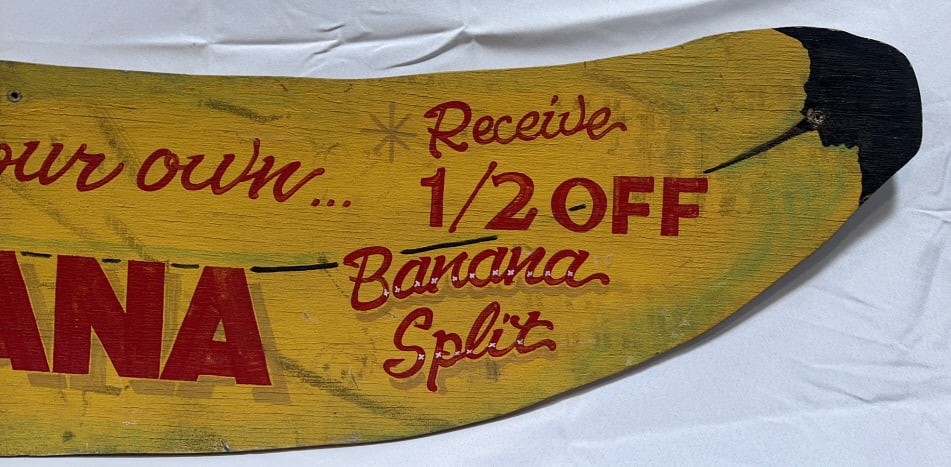 our own...
ANA
* Receive
1/2 OFF
Banana
Split